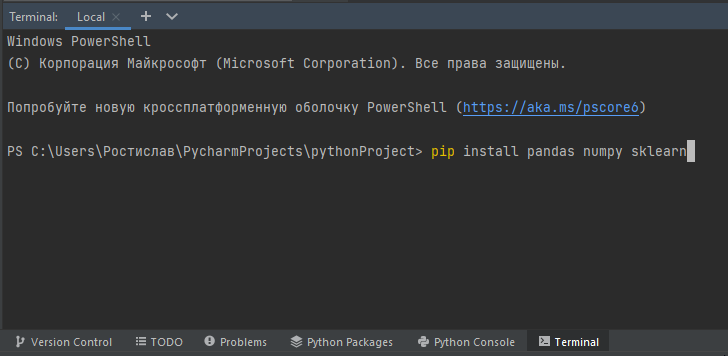 Terminal: Local × +
Windows PowerShell
(C) Корпорация Майкрософт (Microsoft Corporation). Все права защищены.
Попробуйте новую кроссплатформенную оболочку PowerShell (https://aka.ms/pscore6)
PS C:\Users\Ростислав\PycharmProjects\pythonProject> pip install pandas numpy sklearn
Version Control TODO Problems Python Packages Python Console Terminal